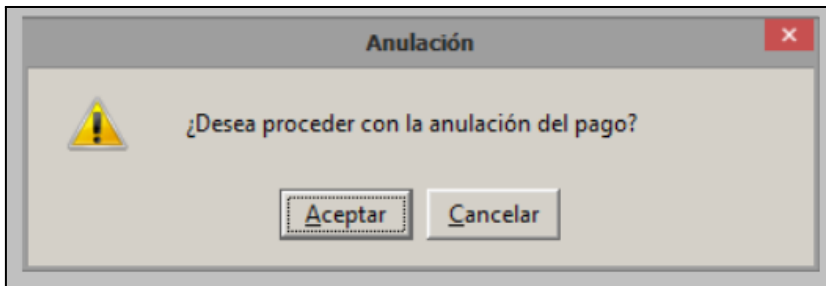 Anulación
¿Desea proceder con la anulación del pago?
Aceptar
Cancelar